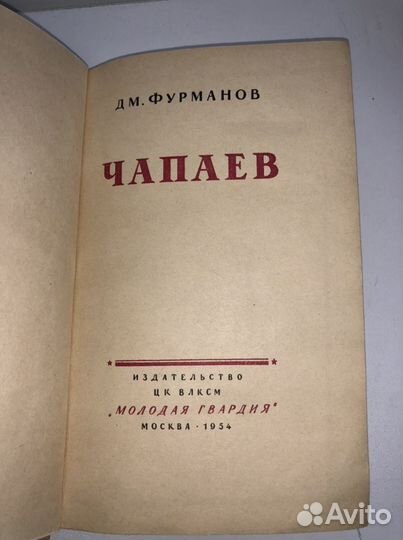 ДМ. ФУРМАНОВ
ЧАПАЕВ
ИЗДАТЕЛЬСТВО
ЦК ВЛКСМ
„МОЛОДАЯ ГВАРДИЯ"
МОСКВА · 1954
Avito